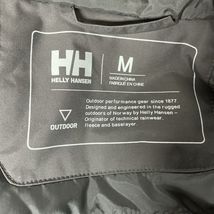 HH
HELLY HANSEN
M
MADE IN CHINA
FABRIQUÉ EN CHINE
OUTDOOR
Outdoor performance gear since 1877.
Designed and engineered in the rugged
outdoors of Norway by Helly Hansen -
Originator of technical rainwear,
fleece and baselayer.